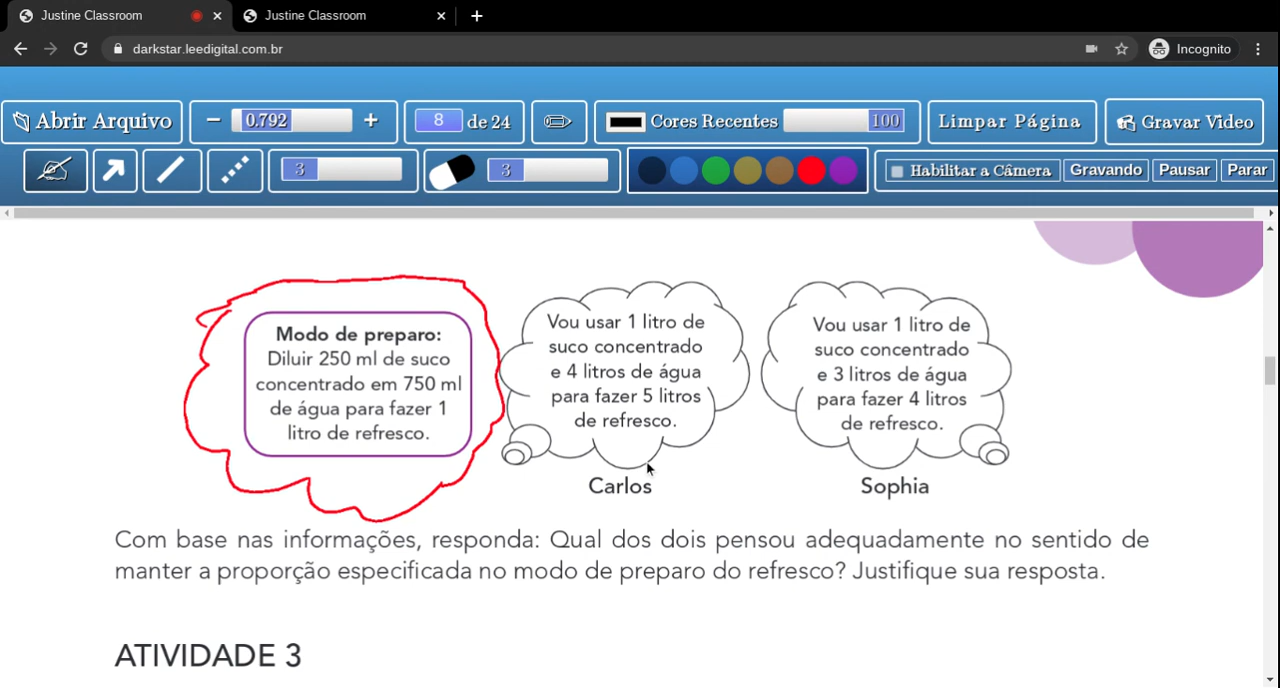 Justine Classroom
Justine Classroom
darkstar.leedigital.com.br
Incognito
Abrir Arquivo
0.792
8 de 24
Cores Recentes
100
Limpar Página
Gravar Video
3
3
Habilitar a Câmera
Gravando
Pausar
Parar
Modo de preparo:
Diluir 250 ml de suco
concentrado em 750 ml
de água para fazer 1
litro de refresco.
Vou usar 1 litro de
suco concentrado
e 4 litros de água
para fazer 5 litros
de refresco.
Carlos
Vou usar 1 litro de
suco concentrado
e 3 litros de água
para fazer 4 litros
de refresco.
Sophia
Com base nas informações, responda: Qual dos dois pensou adequadamente no sentido de
manter a proporção especificada no modo de preparo do refresco? Justifique sua resposta.
ATIVIDADE 3